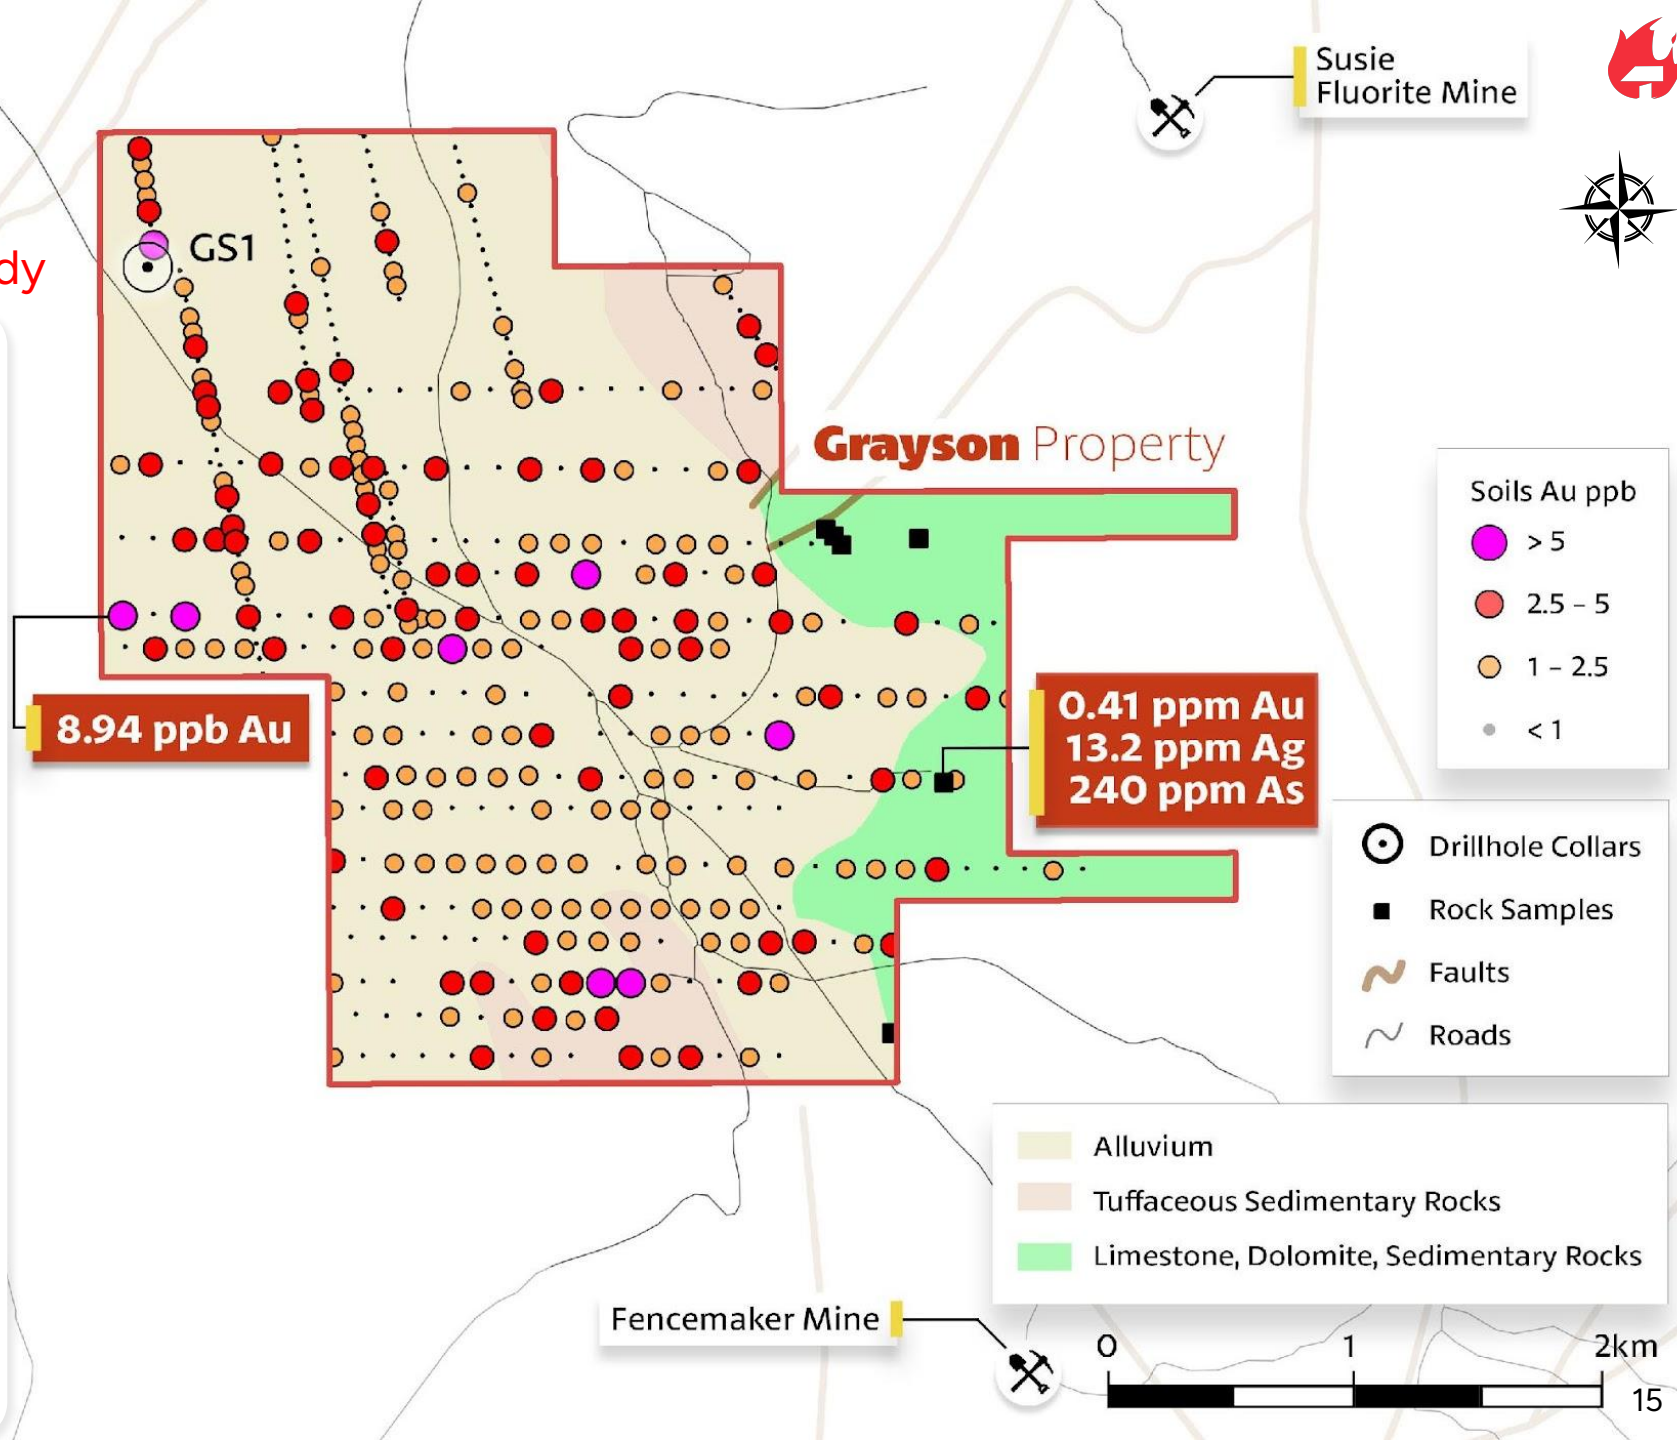 Susie
Fluorite Mine
GS1
dy
Grayson Property
Soils Au ppb
> 5
2.5 – 5
1 – 2.5
< 1
8.94 ppb Au
0.41 ppm Au
13.2 ppm Ag
240 ppm As
Drillhole Collars
Rock Samples
Faults
Roads
Alluvium
Tuffaceous Sedimentary Rocks
Limestone, Dolomite, Sedimentary Rocks
Fencemaker Mine
0 1 2km
15